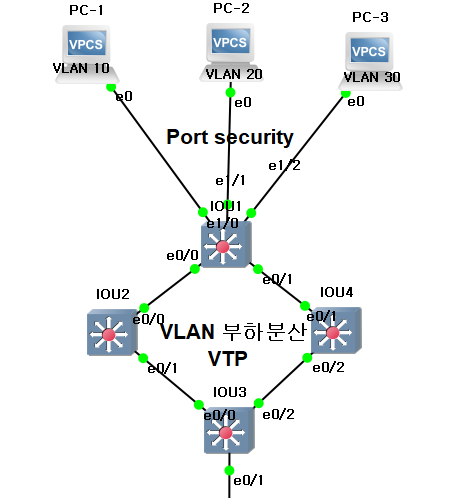 PC-1
PC-2
PC-3
VPCS
VPCS
VPCS
VLAN 10
VLAN 20
VLAN 30
e0
e0
e0
Port security
e1/2
e1/1
IOU1
e1/0
e0/0
e0/1
IOU2
IOU4
e0/0
e0/1
VLAN 부하분산
VTP
e0/1
e0/2
IOU3
e0/0
e0/2
e0/1